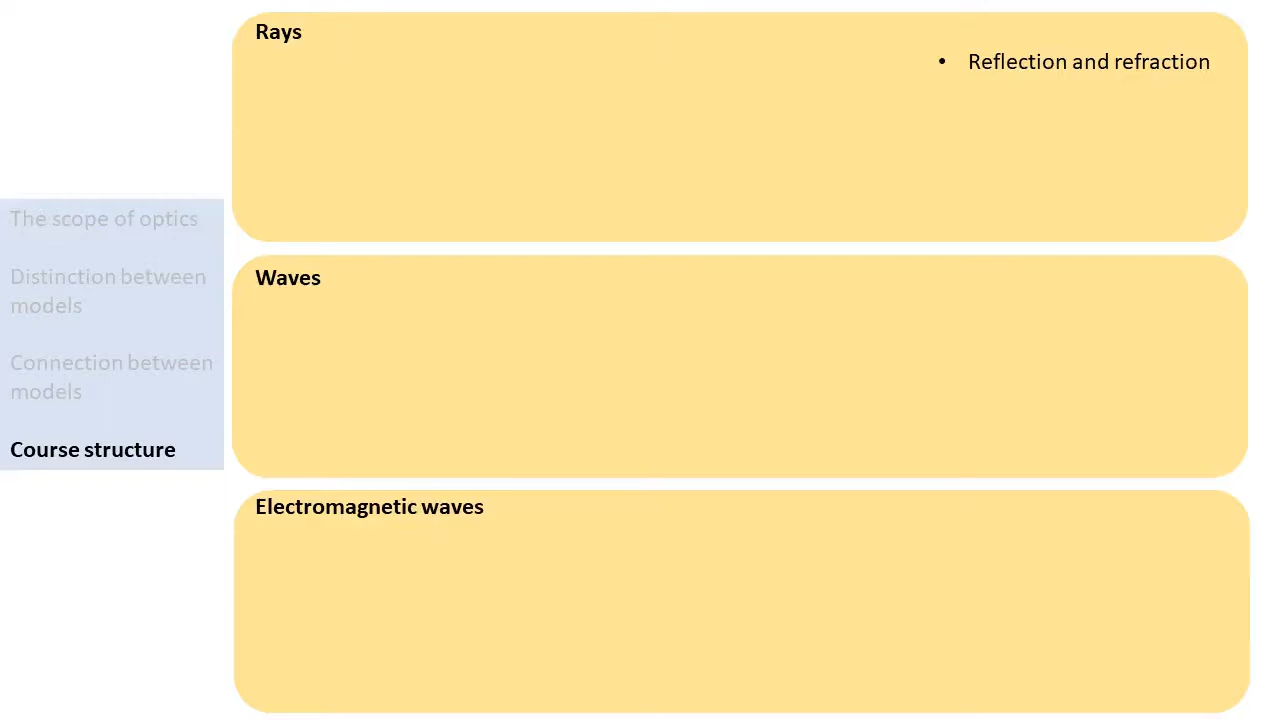 The scope of optics
Distinction between
models
Connection between
models
Course structure
Rays
• Reflection and refraction
Waves
Electromagnetic waves